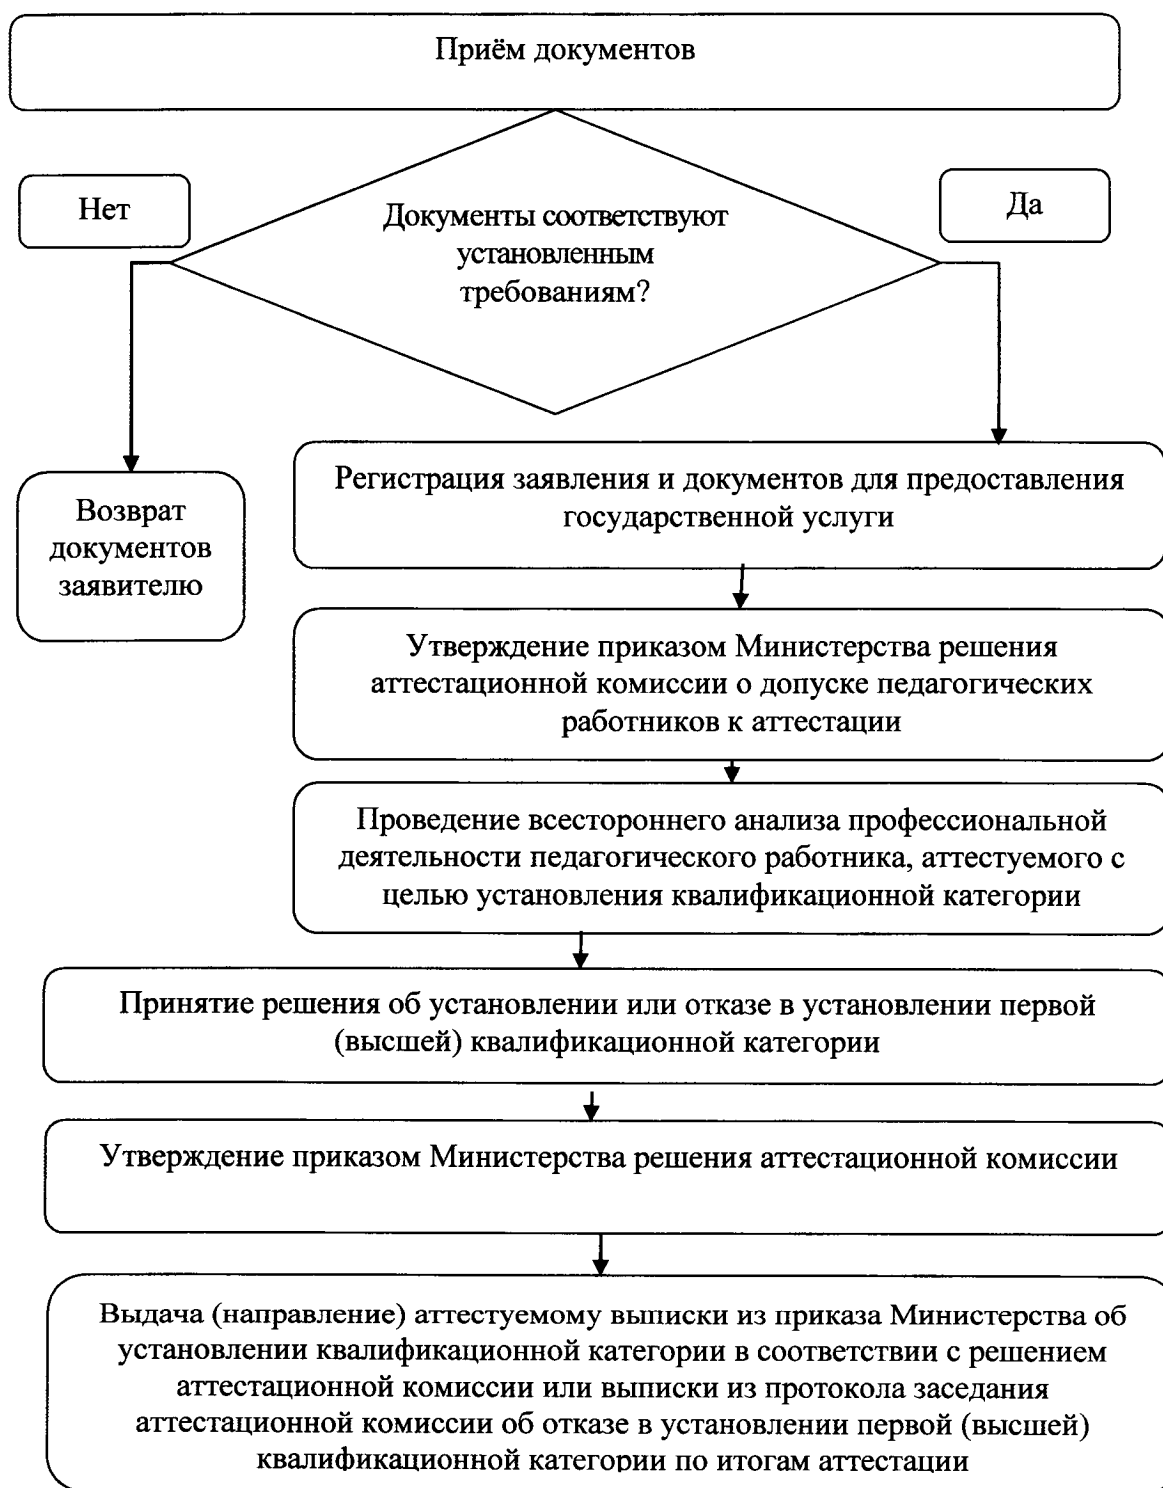 Приём документов
Нет
Да
Документы соответствуют
установленным
требованиям?
Возврат
документов
заявителю
Регистрация заявления и документов для предоставления
государственной услуги
Утверждение приказом Министерства решения
аттестационной комиссии о допуске педагогических
работников к аттестации
Проведение всестороннего анализа профессиональной
деятельности педагогического работника, аттестуемого с
целью установления квалификационной категории
Принятие решения об установлении или отказе в установлении первой
(высшей) квалификационной категории
Утверждение приказом Министерства решения аттестационной комиссии
Выдача (направление) аттестуемому выписки из приказа Министерства об
установлении квалификационной категории в соответствии с решением
аттестационной комиссии или выписки из протокола заседания
аттестационной комиссии об отказе в установлении первой (высшей)
квалификационной категории по итогам аттестации